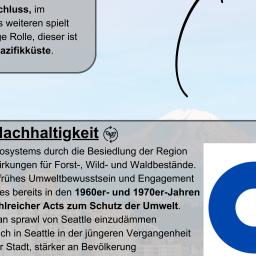 chluss, im
s weiteren spielt
ge Rolle, dieser ist
azifikküste.
Nachhaltigkeit
osystems durch die Besiedlung der Region
irkungen für Forst-, Wild- und Waldbestände.
frühes Umweltbewusstsein und Engagement
es bereits in den 1960er- und 1970er-Jahren
hlreicher Acts zum Schutz der Umwelt.
an sprawl von Seattle einzudämmen
ch in Seattle in der jüngeren Vergangenheit
r Stadt, stärker an Bevölkerung